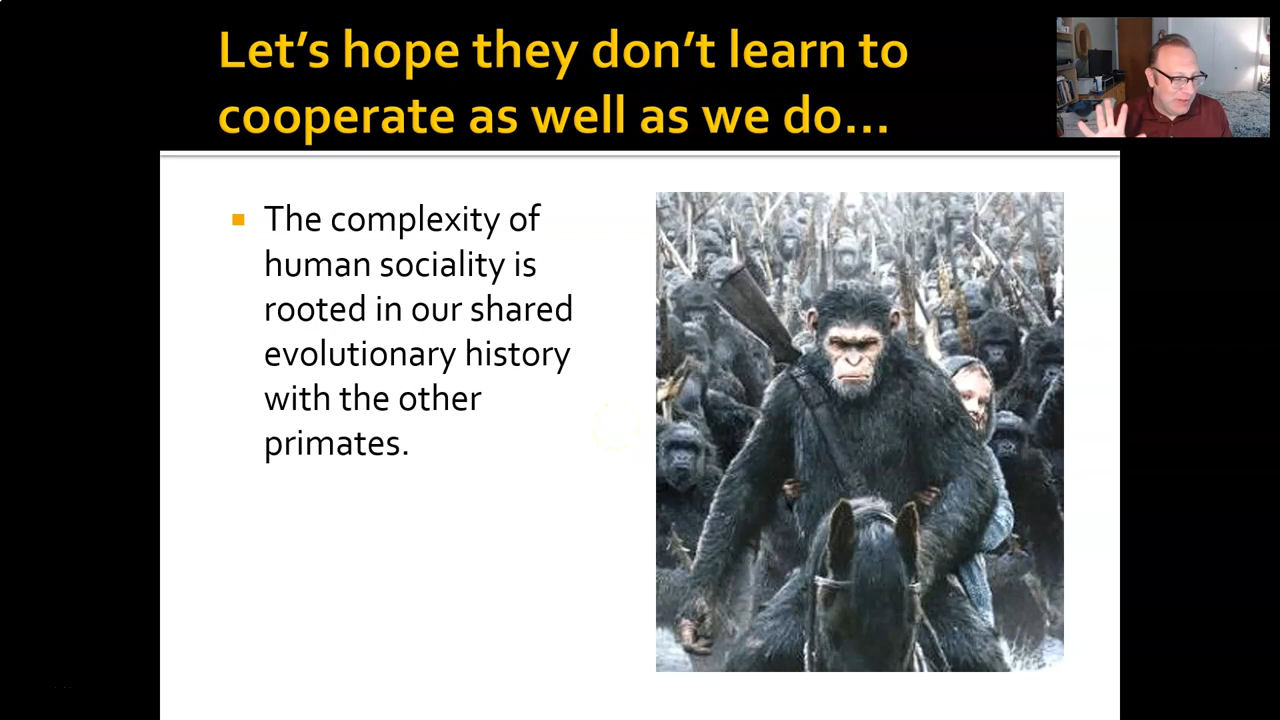 Let’s hope they don’t learn to
cooperate as well as we do…
The complexity of
human sociality is
rooted in our shared
evolutionary history
with the other
primates.